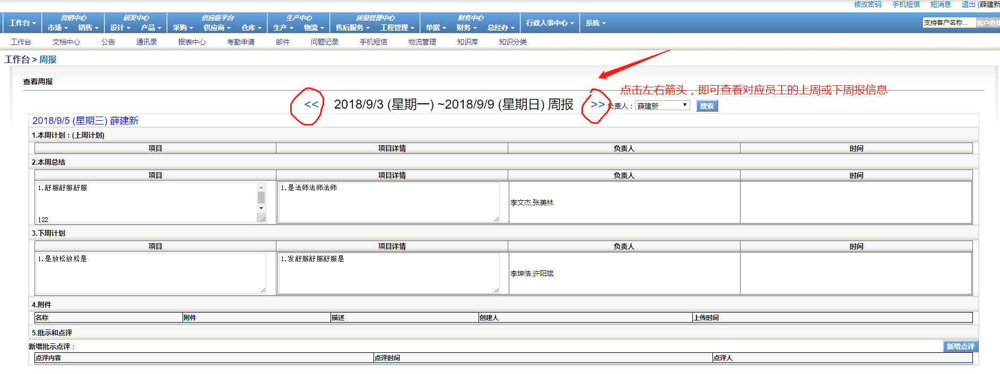 修改密码 手机短信 短消息 退出 (薛建新
营销中心 研发中心 供应链平台 生产中心 质量管理中心 财务中心
工作台 市场 销售 设计 产品 采购 供应商 仓库 生产 物流 售后服务 工程管理 单据 财务 总经办 行政人事中心 系统 支持客户名称... 客户查找
工作台 文档中心 公告 通讯录 报表中心 考勤申请 邮件 问题记录 手机短信 物流管理 知识库 知识分类
工作台 > 周报
查看周报
点击左右箭头，即可查看对应员工的上周或下周报信息
<< 2018/9/3 (星期一) ~2018/9/9 (星期日) 周报 >> 负责人：薛建新 搜索
2018/9/5 (星期三) 薛建新
1.本周计划：(上周计划)
项目 项目详情 负责人 时间
2.本周总结
项目 项目详情 负责人 时间
1.舒服舒服舒服 1.是法师法师法师
李文杰,张美林
122
3.下周计划
项目 项目详情 负责人 时间
1.是放松放松是 1.发舒服舒服舒服是
李坤浩,许阳斌
4.附件
名称 附件 描述 创建人 上传时间
5.批示和点评
新增批示点评： 新增点评
点评内容 点评时间 点评人